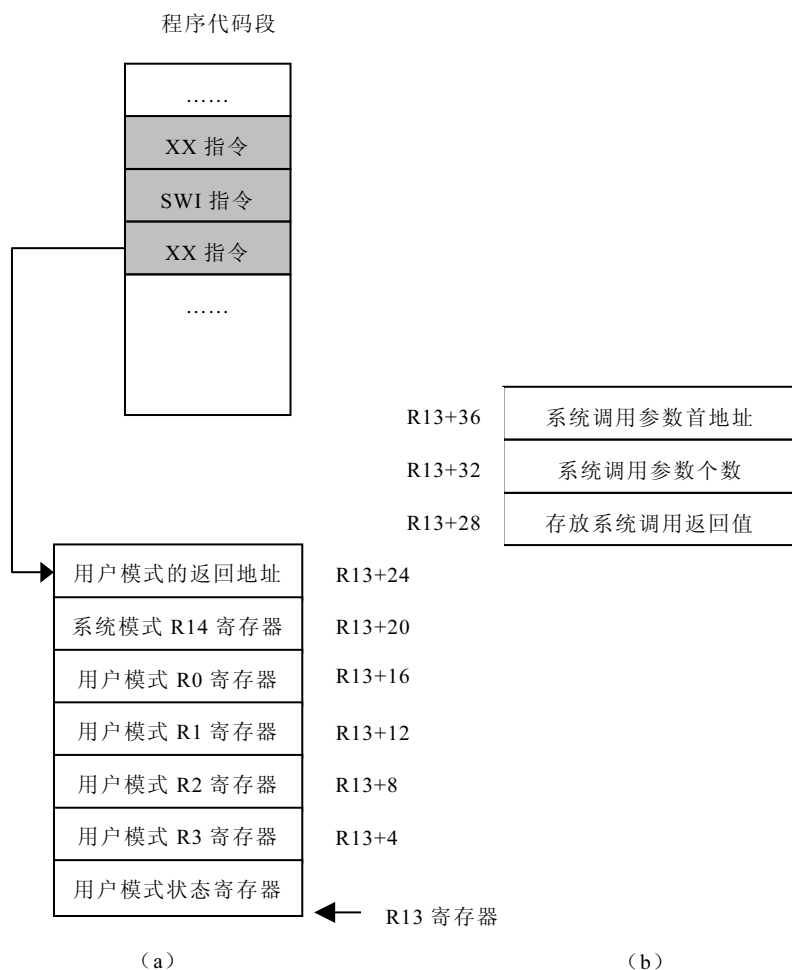 程序代码段
……
XX 指令
SWI 指令
XX 指令
……
R13+36 系统调用参数首地址
R13+32 系统调用参数个数
R13+28 存放系统调用返回值
用户模式的返回地址 R13+24
系统模式 R14 寄存器 R13+20
用户模式 R0 寄存器 R13+16
用户模式 R1 寄存器 R13+12
用户模式 R2 寄存器 R13+8
用户模式 R3 寄存器 R13+4
用户模式状态寄存器
R13 寄存器
（a） （b）